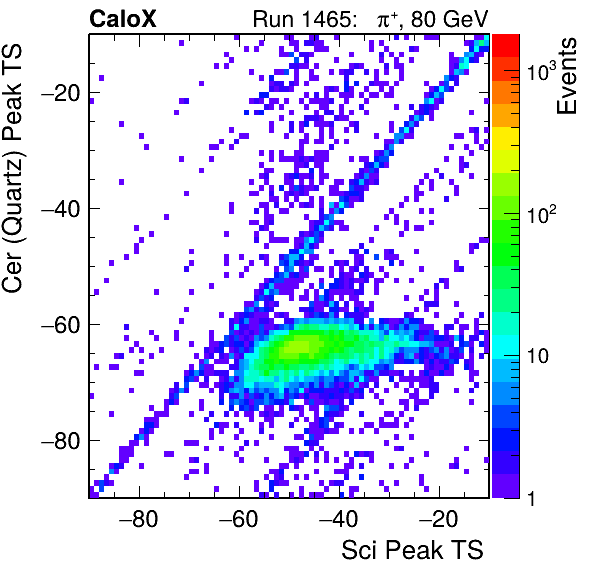 CaloX Run 1465: π⁺, 80 GeV
Cer (Quartz) Peak TS
−20
−40
−60
−80
−80 −60 −40 −20
Sci Peak TS
Events
10³
10²
10
1